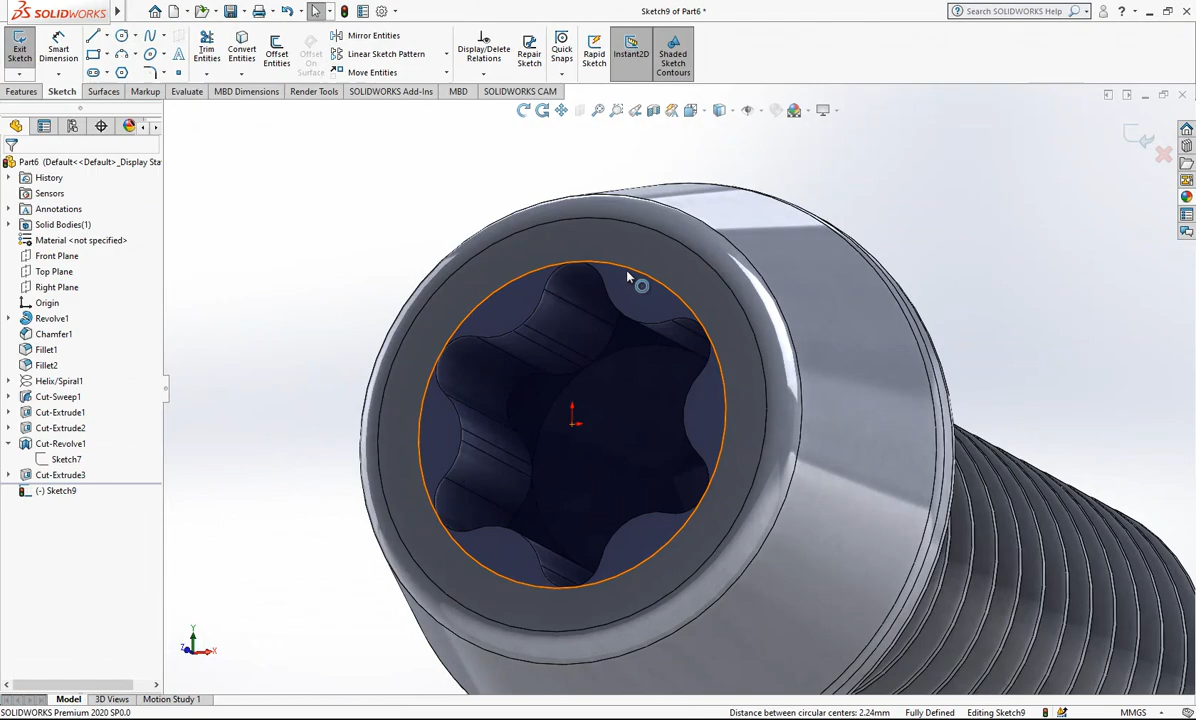 SOLIDWORKS
Sketch9 of Part6 *
Search SOLIDWORKS Help
?
Exit Sketch
Smart Dimension
Trim Entities
Convert Entities
Offset Entities
Offset On Surface
Mirror Entities
Linear Sketch Pattern
Move Entities
Display/Delete Relations
Repair Sketch
Quick Snaps
Rapid Sketch
Instant2D
Shaded Sketch Contours
Features
Sketch
Surfaces
Markup
Evaluate
MBD Dimensions
Render Tools
SOLIDWORKS Add-Ins
MBD
SOLIDWORKS CAM
Part6 (Default<<Default>_Display Sta
History
Sensors
Annotations
Solid Bodies(1)
Material <not specified>
Front Plane
Top Plane
Right Plane
Origin
Revolve1
Chamfer1
Fillet1
Fillet2
Helix/Spiral1
Cut-Sweep1
Cut-Extrude1
Cut-Extrude2
Cut-Revolve1
Sketch7
Cut-Extrude3
(-) Sketch9
Y
Z
X
Model
3D Views
Motion Study 1
SOLIDWORKS Premium 2020 SP0.0
Distance between circular centers: 2.24mm
Fully Defined
Editing Sketch9
MMGS